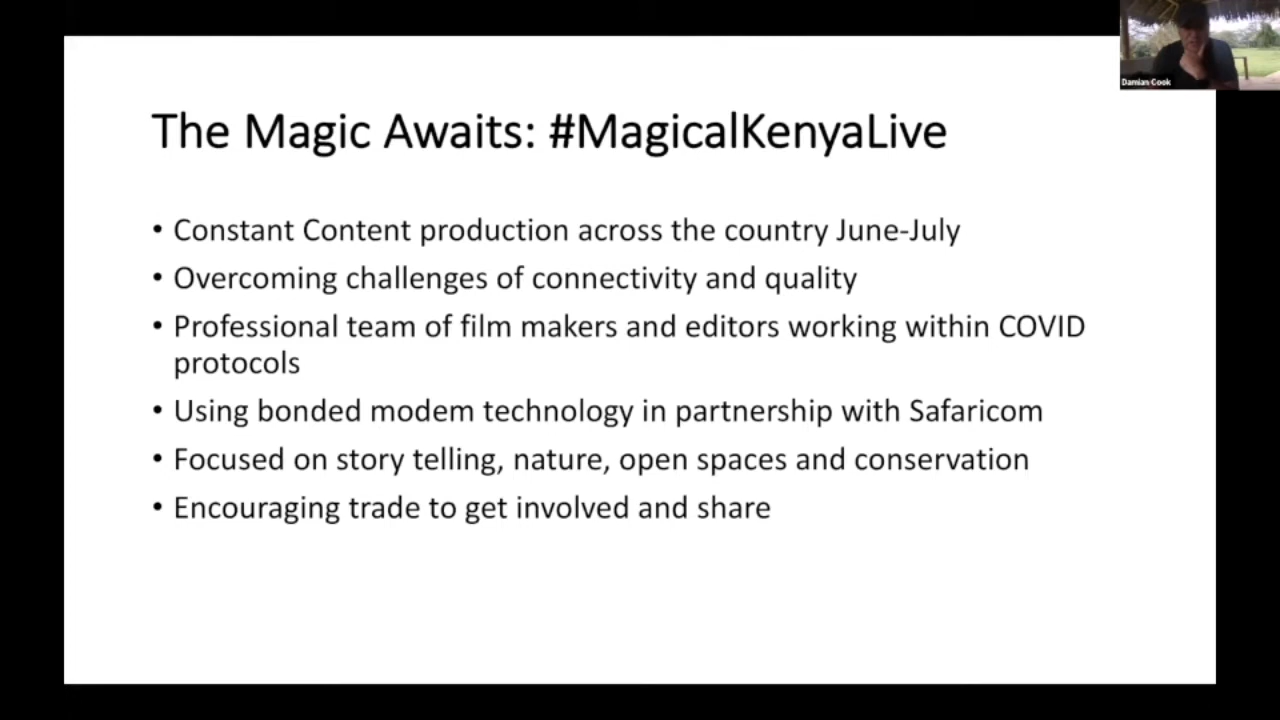 Damian Cook
The Magic Awaits: #MagicalKenyaLive
• Constant Content production across the country June-July
• Overcoming challenges of connectivity and quality
• Professional team of film makers and editors working within COVID
protocols
• Using bonded modem technology in partnership with Safaricom
• Focused on story telling, nature, open spaces and conservation
• Encouraging trade to get involved and share